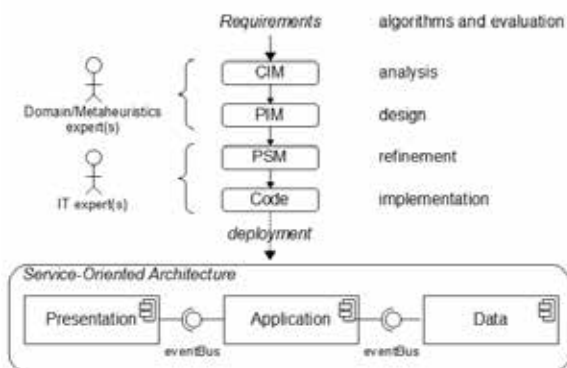 Requirements algorithms and evaluation
CIM analysis
Domain/Metaheuristics
expert(s)
PIM design
PSM refinement
IT expert(s)
Code implementation
deployment
Service-Oriented Architecture
Presentation Application Data
eventBus eventBus